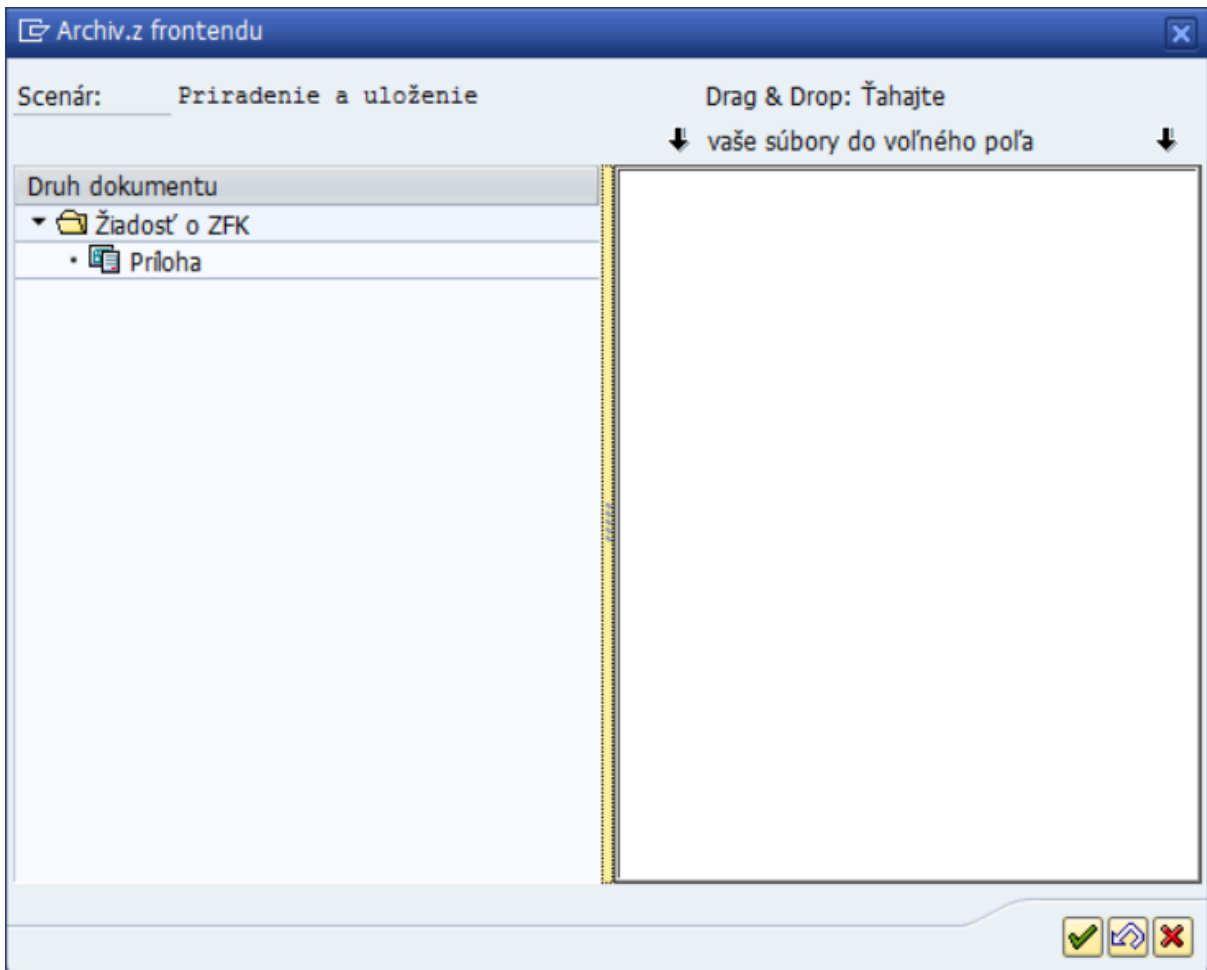 Archiv.z frontendu
Scenár: Priradenie a uloženie
Drag & Drop: Ťahajte
vaše súbory do voľného poľa
Druh dokumentu
Žiadosť o ZFK
Príloha